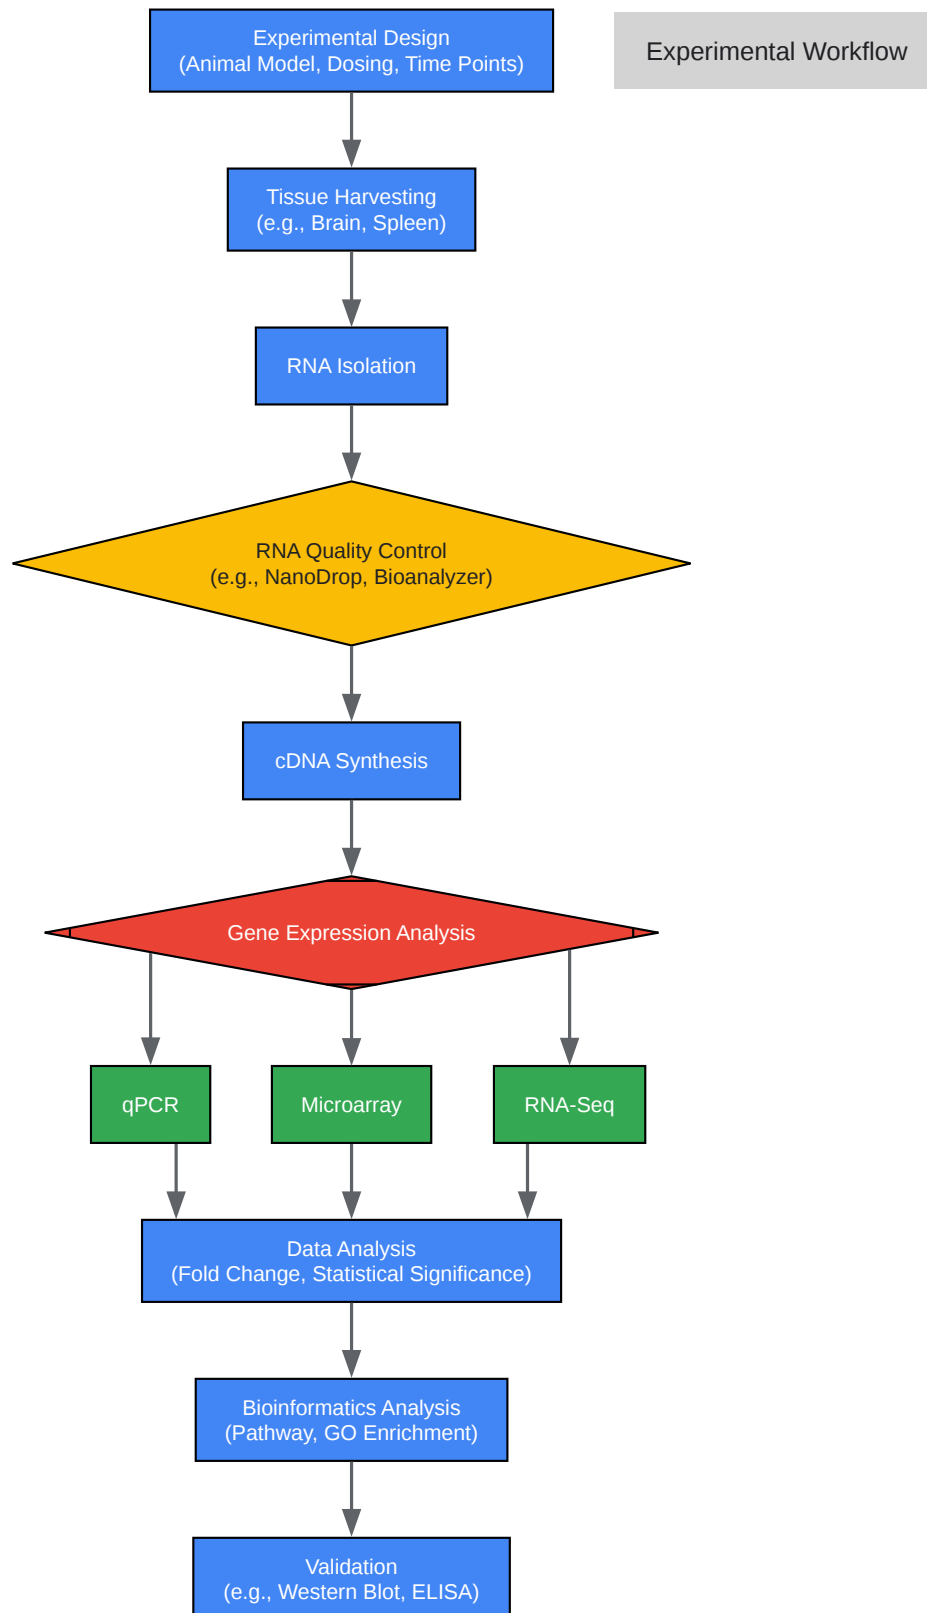 Experimental Design
(Animal Model, Dosing, Time Points)
Experimental Workflow
Tissue Harvesting
(e.g., Brain, Spleen)
RNA Isolation
RNA Quality Control
(e.g., NanoDrop, Bioanalyzer)
cDNA Synthesis
Gene Expression Analysis
qPCR
Microarray
RNA-Seq
Data Analysis
(Fold Change, Statistical Significance)
Bioinformatics Analysis
(Pathway, GO Enrichment)
Validation
(e.g., Western Blot, ELISA)